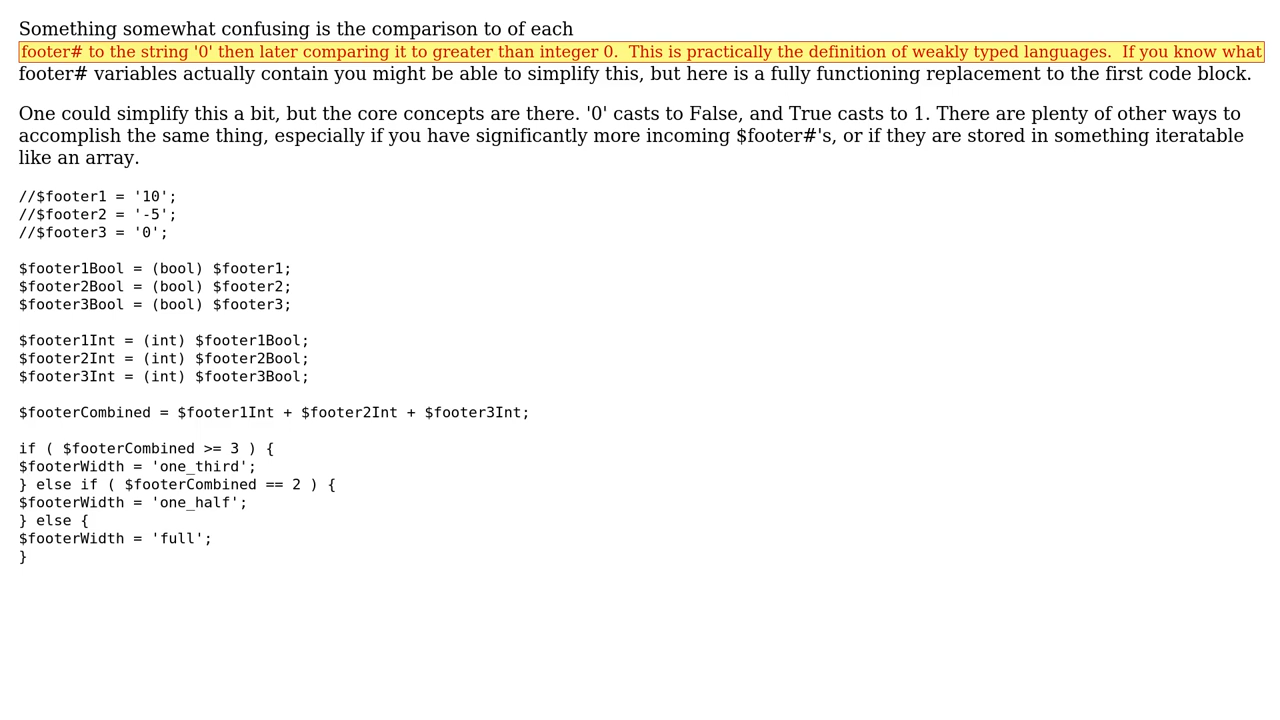 Something somewhat confusing is the comparison to of each
footer# to the string '0' then later comparing it to greater than integer 0.  This is practically the definition of weakly typed languages.  If you know what
footer# variables actually contain you might be able to simplify this, but here is a fully functioning replacement to the first code block.
One could simplify this a bit, but the core concepts are there. '0' casts to False, and True casts to 1. There are plenty of other ways to
accomplish the same thing, especially if you have significantly more incoming $footer#'s, or if they are stored in something iteratable
like an array.
//$footer1 = '10';
//$footer2 = '-5';
//$footer3 = '0';
$footer1Bool = (bool) $footer1;
$footer2Bool = (bool) $footer2;
$footer3Bool = (bool) $footer3;
$footer1Int = (int) $footer1Bool;
$footer2Int = (int) $footer2Bool;
$footer3Int = (int) $footer3Bool;
$footerCombined = $footer1Int + $footer2Int + $footer3Int;
if ( $footerCombined >= 3 ) {
$footerWidth = 'one_third';
} else if ( $footerCombined == 2 ) {
$footerWidth = 'one_half';
} else {
$footerWidth = 'full';
}